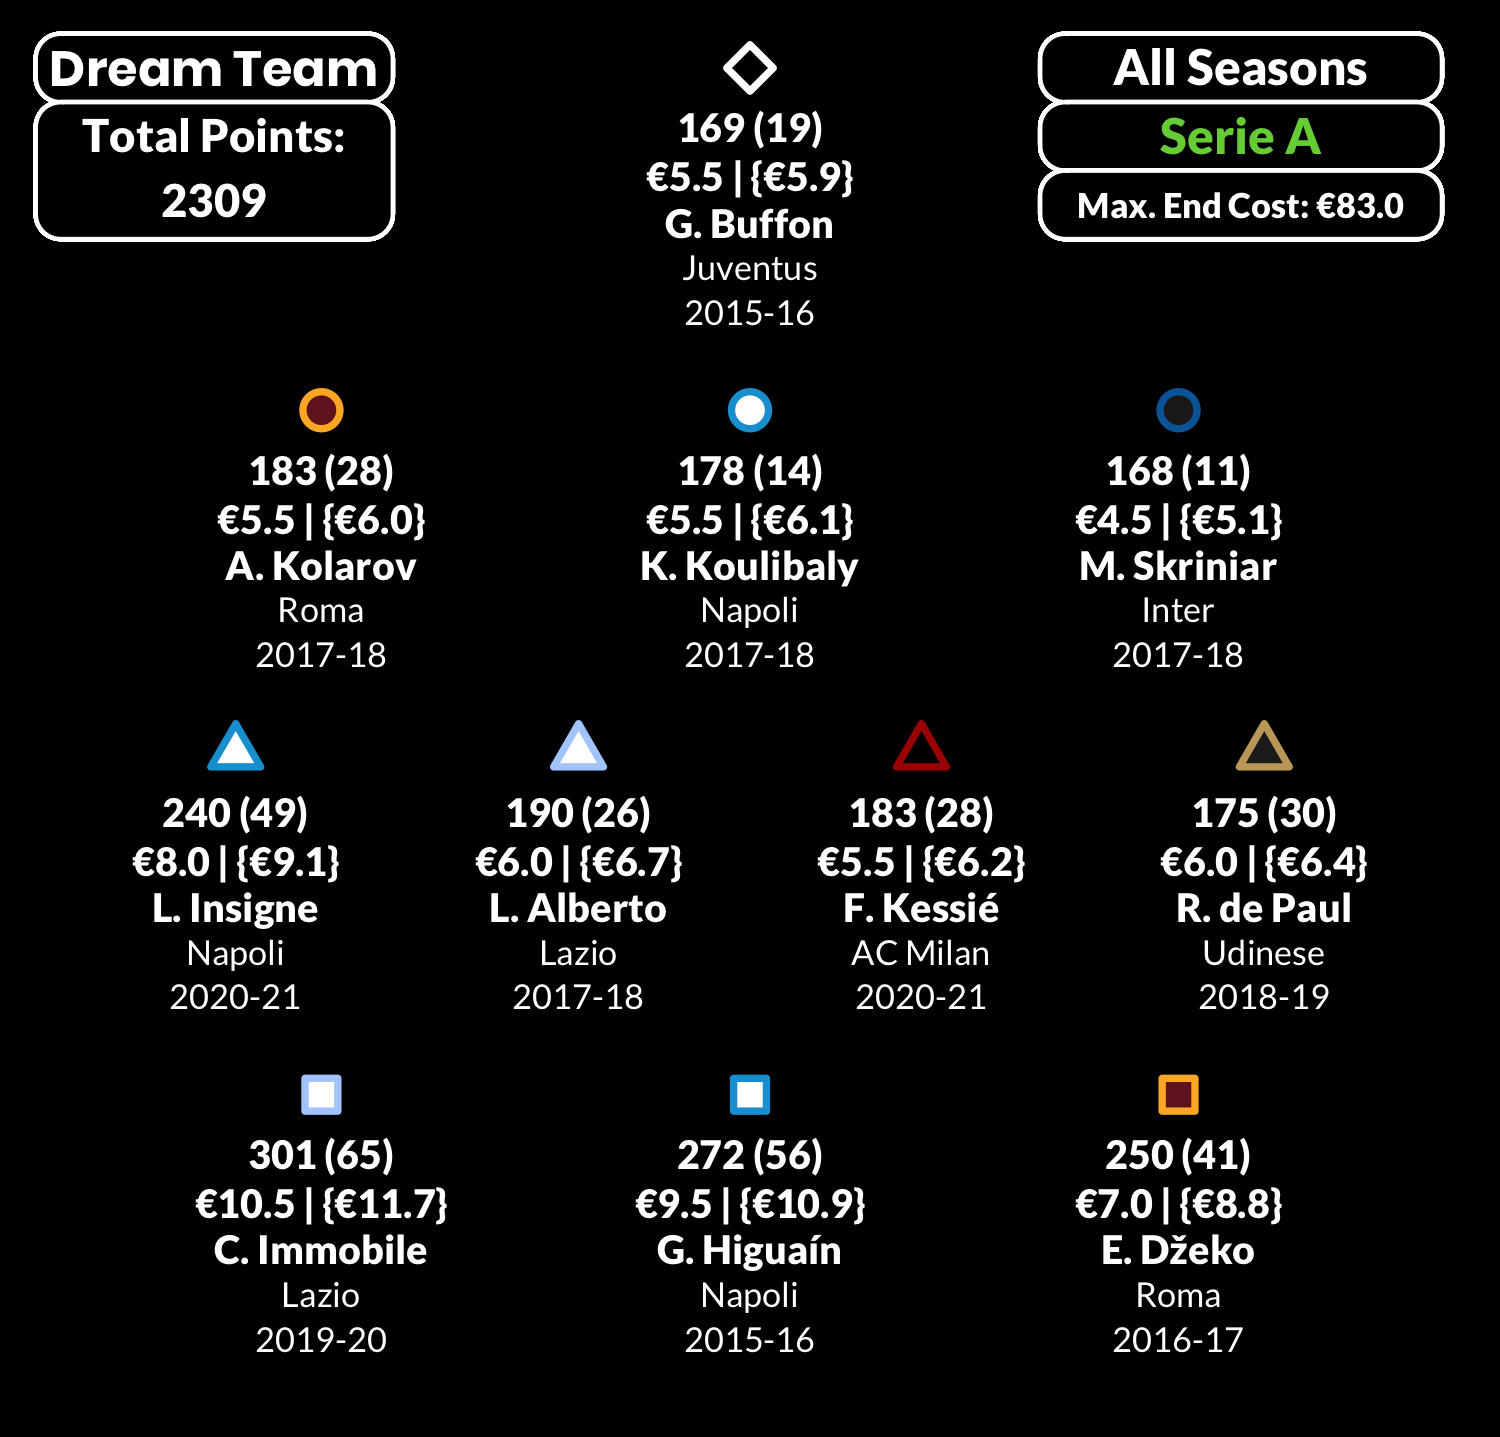 Dream Team
Total Points:
2309
All Seasons
Serie A
Max. End Cost: €83.0
169 (19)
€5.5 | {€5.9}
G. Buffon
Juventus
2015-16
183 (28)
€5.5 | {€6.0}
A. Kolarov
Roma
2017-18
178 (14)
€5.5 | {€6.1}
K. Koulibaly
Napoli
2017-18
168 (11)
€4.5 | {€5.1}
M. Skriniar
Inter
2017-18
240 (49)
€8.0 | {€9.1}
L. Insigne
Napoli
2020-21
190 (26)
€6.0 | {€6.7}
L. Alberto
Lazio
2017-18
183 (28)
€5.5 | {€6.2}
F. Kessié
AC Milan
2020-21
175 (30)
€6.0 | {€6.4}
R. de Paul
Udinese
2018-19
301 (65)
€10.5 | {€11.7}
C. Immobile
Lazio
2019-20
272 (56)
€9.5 | {€10.9}
G. Higuaín
Napoli
2015-16
250 (41)
€7.0 | {€8.8}
E. Džeko
Roma
2016-17